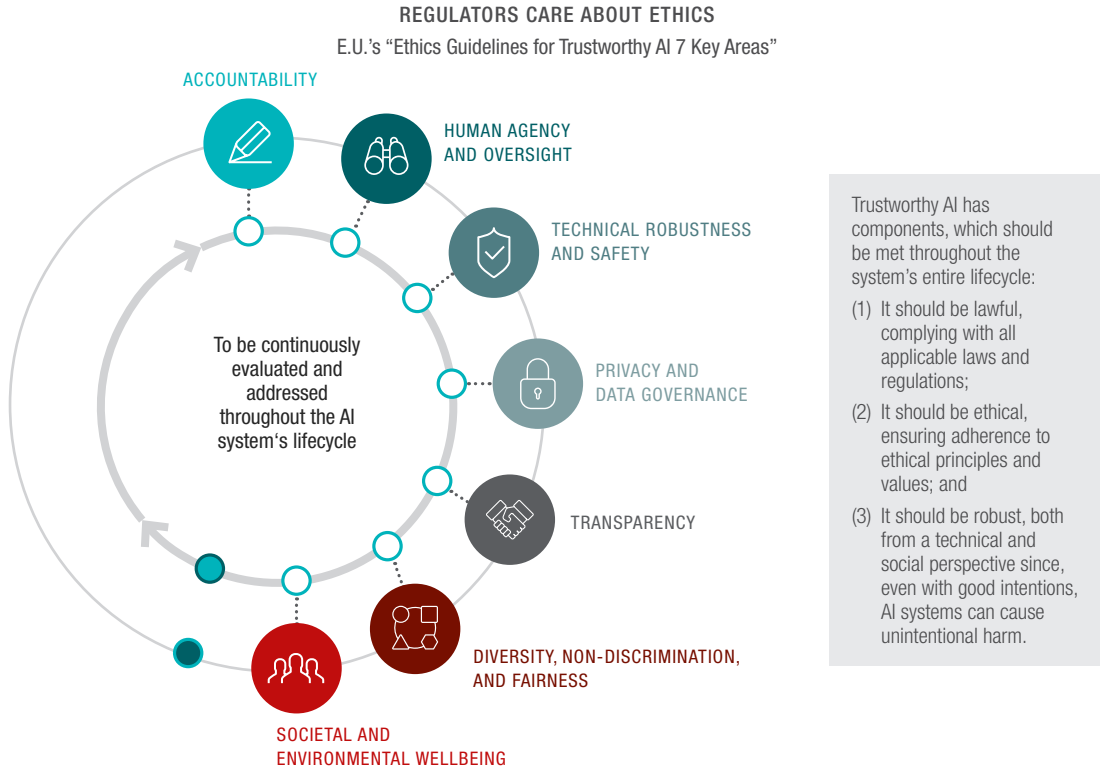 REGULATORS CARE ABOUT ETHICS
E.U.’s “Ethics Guidelines for Trustworthy AI 7 Key Areas”
ACCOUNTABILITY
HUMAN AGENCY
AND OVERSIGHT
TECHNICAL ROBUSTNESS
AND SAFETY
PRIVACY AND
DATA GOVERNANCE
TRANSPARENCY
DIVERSITY, NON-DISCRIMINATION,
AND FAIRNESS
SOCIETAL AND
ENVIRONMENTAL WELLBEING
To be continuously
evaluated and
addressed
throughout the AI
system‘s lifecycle
Trustworthy AI has
components, which should
be met throughout the
system’s entire lifecycle:
(1) It should be lawful,
complying with all
applicable laws and
regulations;
(2) It should be ethical,
ensuring adherence to
ethical principles and
values; and
(3) It should be robust, both
from a technical and
social perspective since,
even with good intentions,
AI systems can cause
unintentional harm.